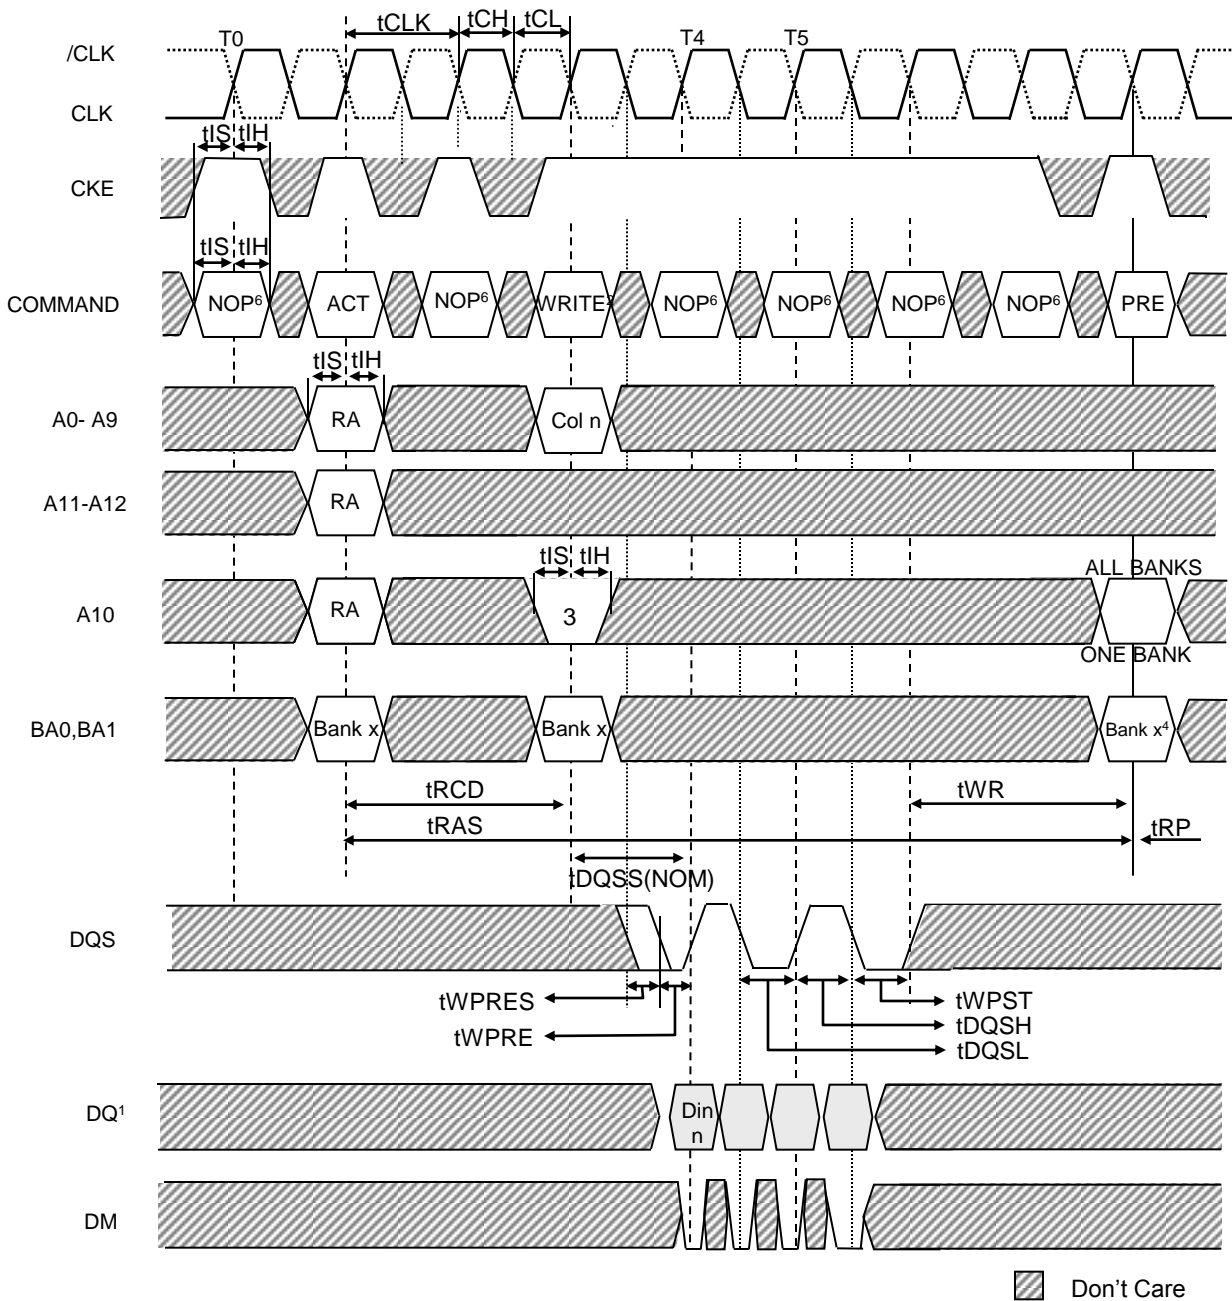 tCLK tCH tCL
T0 T4 T5
/CLK
CLK
tIS tIH
CKE
tIS tIH
COMMAND NOP6 ACT NOP6 WRITE2 NOP6 NOP6 NOP6 NOP6 PRE
tIS tIH
A0- A9 RA Col n
A11-A12 RA
tIS tIH ALL BANKS
A10 RA 3
ONE BANK
BA0,BA1 Bank x Bank x Bank x4
tRCD tWR
tRAS tRP
tDQSS(NOM)
DQS
tWPRES tWPST
tDQSH
tWPRE
tDQSL
DQ1 Din
n
DM
Don't Care